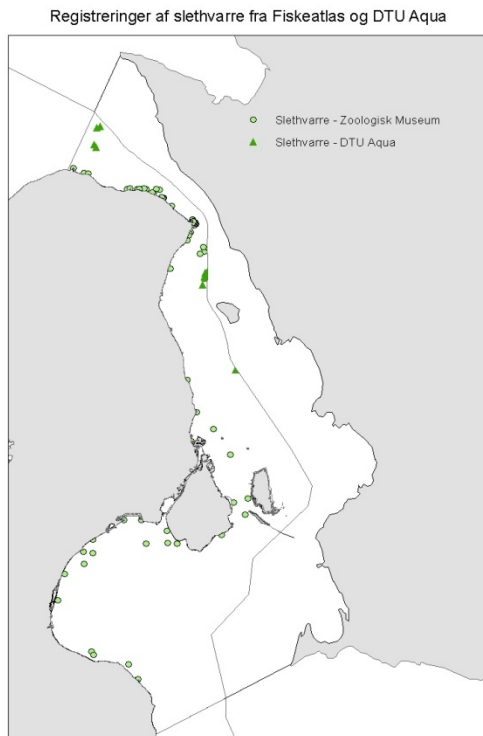 Registreringer af slethvarre fra Fiskeatlas og DTU Aqua
Slethvarre - Zoologisk Museum
Slethvarre - DTU Aqua